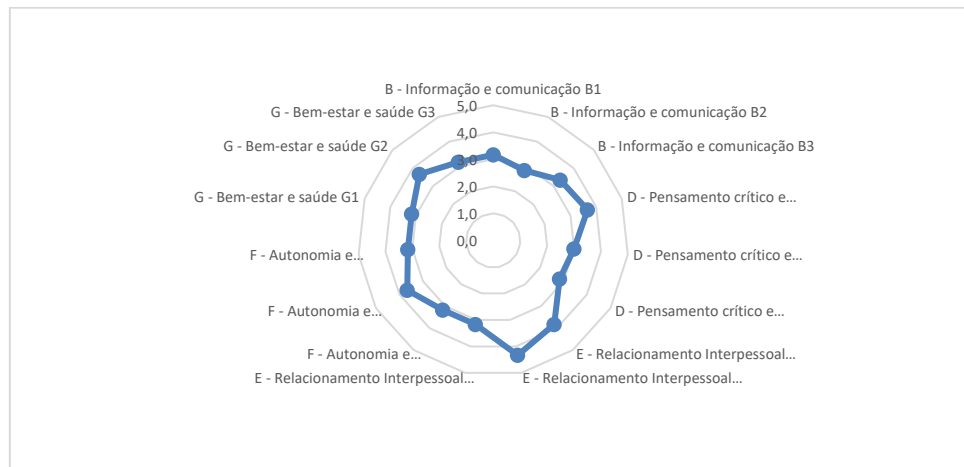 B - Informação e comunicação B1
B - Informação e comunicação B2
B - Informação e comunicação B3
D - Pensamento crítico e...
D - Pensamento crítico e...
D - Pensamento crítico e...
E - Relacionamento Interpessoal...
E - Relacionamento Interpessoal...
E - Relacionamento Interpessoal...
F - Autonomia e...
F - Autonomia e...
F - Autonomia e...
G - Bem-estar e saúde G1
G - Bem-estar e saúde G2
G - Bem-estar e saúde G3
5,0
4,0
3,0
2,0
1,0
0,0